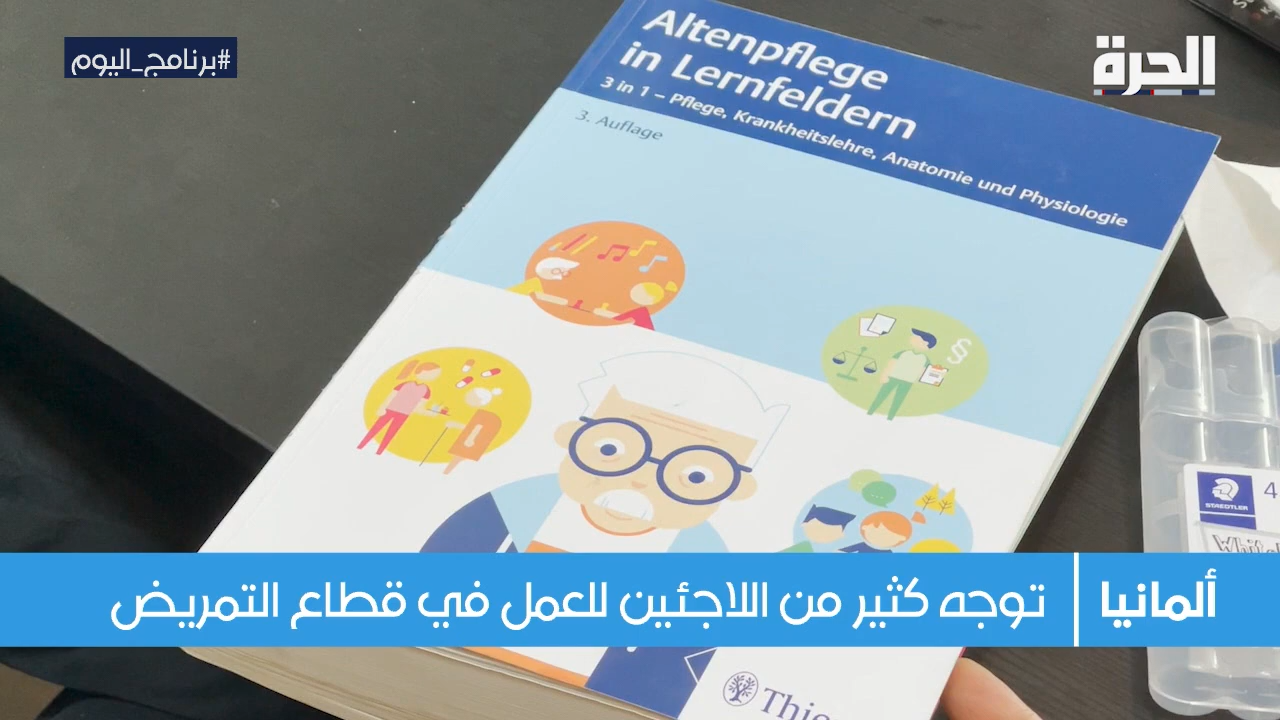 #برنامج_اليوم
الحرة
Altenpflege
in Lernfeldern
3 in 1 – Pflege, Krankheitslehre, Anatomie und Physiologie
3. Auflage
§
STAEDTLER
4
ألمانيا
توجه كثير من اللاجئين للعمل في قطاع التمريض